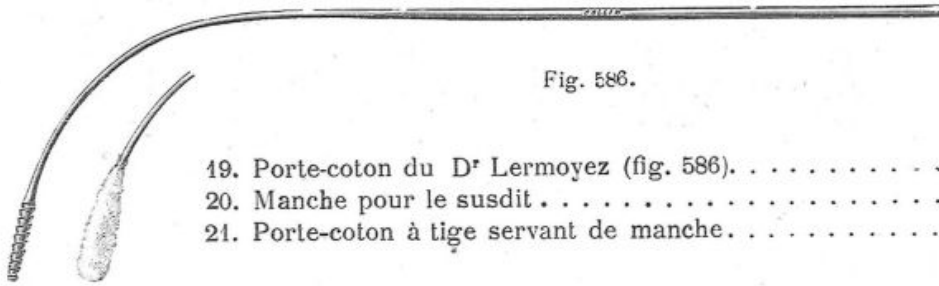 COLLIN
Fig. 586.
19. Porte-coton du Dʳ Lermoyez (fig. 586). . . . . . . . . . . .
20. Manche pour le susdit . . . . . . . . . . . . . . . . . . . .
21. Porte-coton à tige servant de manche. . . . . . . . . . . .